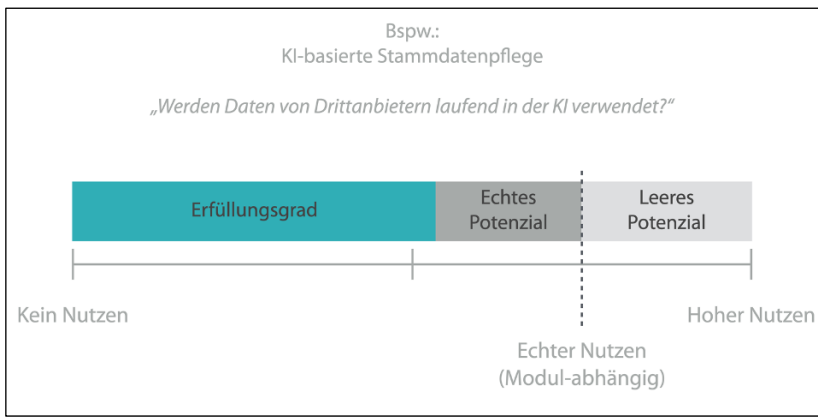 Bspw.:
KI-basierte Stammdatenpflege
„Werden Daten von Drittanbietern laufend in der KI verwendet?“
Erfüllungsgrad
Echtes
Potenzial
Leeres
Potenzial
Kein Nutzen
Hoher Nutzen
Echter Nutzen
(Modul-abhängig)